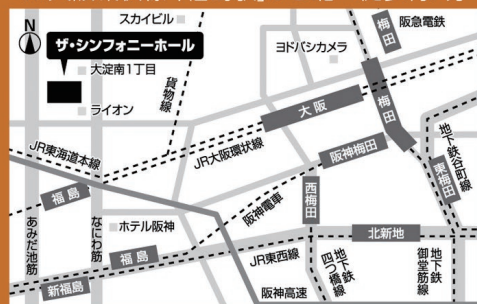 スカイビル
N
ザ・シンフォニーホール
大淀南1丁目
ライオン
貨物線
ヨドバシカメラ
梅田
阪急電鉄
大阪
梅田
JR東海道本線
JR大阪環状線
阪神梅田
地下鉄谷町線
東梅田
福島
阪神電車
西梅田
あみだ池筋
なにわ筋
ホテル阪神
福島
北新地
新福島
JR東西線
地下鉄四つ橋線
地下鉄御堂筋線
阪神高速